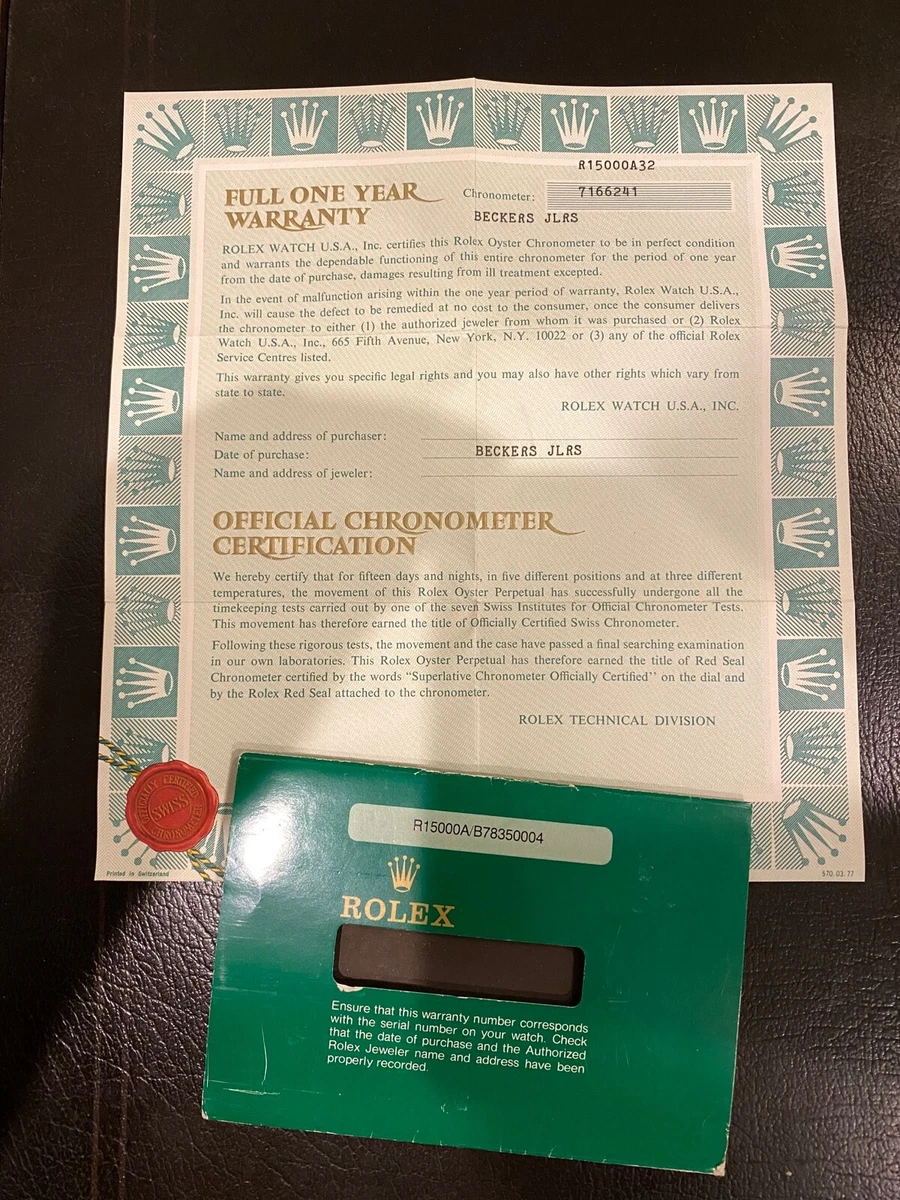 R15000A32
FULL ONE YEAR
WARRANTY
Chronometer: 7166241
BECKERS JLRS
ROLEX WATCH U.S.A., Inc. certifies this Rolex Oyster Chronometer to be in perfect condition
and warrants the dependable functioning of this entire chronometer for the period of one year
from the date of purchase, damages resulting from ill treatment excepted.
In the event of malfunction arising within the one year period of warranty, Rolex Watch U.S.A.,
Inc. will cause the defect to be remedied at no cost to the consumer, once the consumer delivers
the chronometer to either (1) the authorized jeweler from whom it was purchased or (2) Rolex
Watch U.S.A., Inc., 665 Fifth Avenue, New York, N.Y. 10022 or (3) any of the official Rolex
Service Centres listed.
This warranty gives you specific legal rights and you may also have other rights which vary from
state to state.
ROLEX WATCH U.S.A., INC.
Name and address of purchaser:
Date of purchase: BECKERS JLRS
Name and address of jeweler:
OFFICIAL CHRONOMETER
CERTIFICATION
We hereby certify that for fifteen days and nights, in five different positions and at three different
temperatures, the movement of this Rolex Oyster Perpetual has successfully undergone all the
timekeeping tests carried out by one of the seven Swiss Institutes for Official Chronometer Tests.
This movement has therefore earned the title of Officially Certified Swiss Chronometer.
Following these rigorous tests, the movement and the case have passed a final searching examination
in our own laboratories. This Rolex Oyster Perpetual has therefore earned the title of Red Seal
Chronometer certified by the words “Superlative Chronometer Officially Certified” on the dial and
by the Rolex Red Seal attached to the chronometer.
ROLEX TECHNICAL DIVISION
OFFICIALLY CERTIFIED
SWISS
CHRONOMETER
Printed in Switzerland
570. 03. 77
R15000A/B78350004
ROLEX
Ensure that this warranty number corresponds
with the serial number on your watch. Check
that the date of purchase and the Authorized
Rolex Jeweler name and address have been
properly recorded.